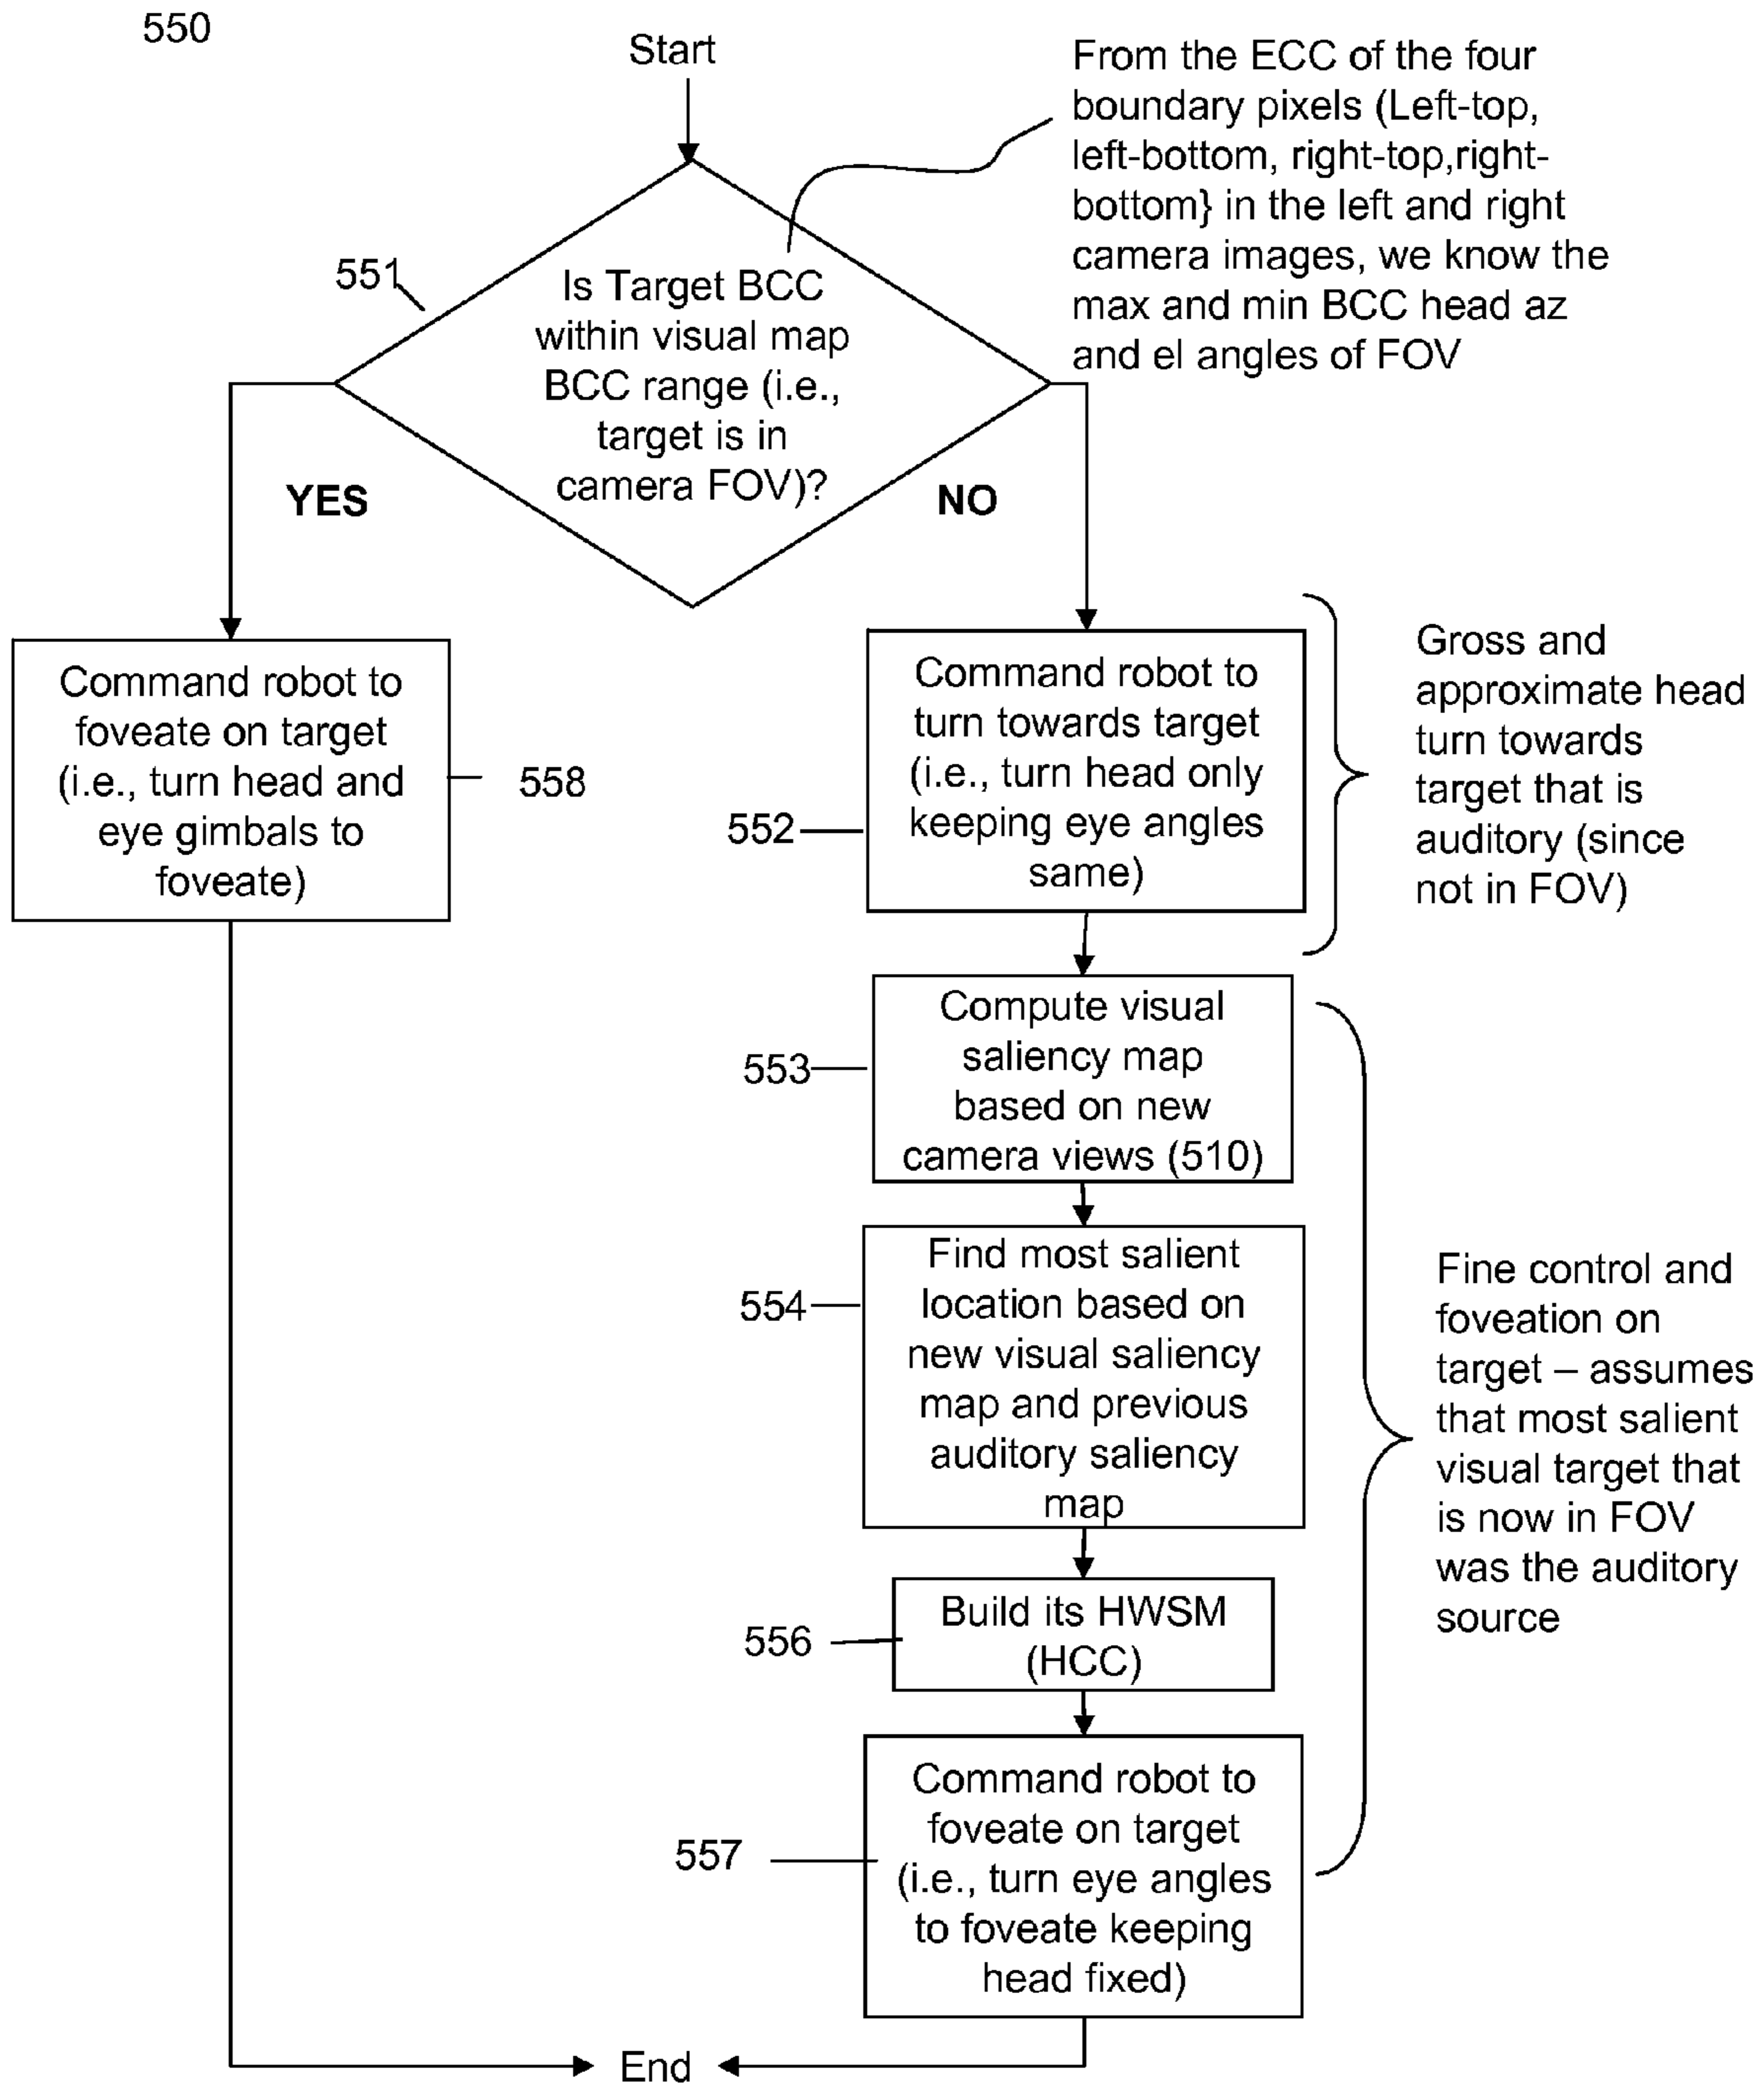 550
Start
From the ECC of the four
boundary pixels (Left-top,
left-bottom, right-top,right-
bottom} in the left and right
camera images, we know the
max and min BCC head az
and el angles of FOV
551
Is Target BCC
within visual map
BCC range (i.e.,
target is in
camera FOV)?
YES
NO
Command robot to
foveate on target
(i.e., turn head and
eye gimbals to
foveate)
558
552
Command robot to
turn towards target
(i.e., turn head only
keeping eye angles
same)
Gross and
approximate head
turn towards
target that is
auditory (since
not in FOV)
553
Compute visual
saliency map
based on new
camera views (510)
554
Find most salient
location based on
new visual saliency
map and previous
auditory saliency
map
Fine control and
foveation on
target – assumes
that most salient
visual target that
is now in FOV
was the auditory
source
556
Build its HWSM
(HCC)
557
Command robot to
foveate on target
(i.e., turn eye angles
to foveate keeping
head fixed)
End